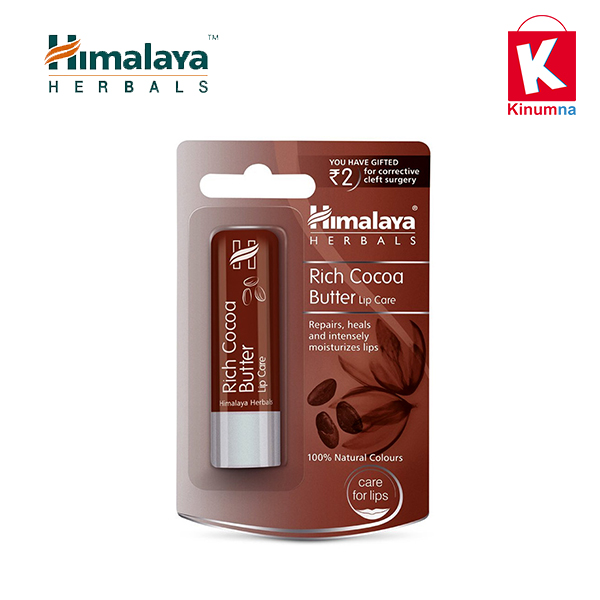 Himalaya™
HERBALS
K
Kinumna
YOU HAVE GIFTED
₹2 for corrective
cleft surgery
Himalaya®
HERBALS
Rich Cocoa
Butter Lip Care
Repairs, heals
and intensely
moisturizes lips
100% Natural Colours
care
for lips
Rich Cocoa
Butter
Lip Care
Himalaya Herbals